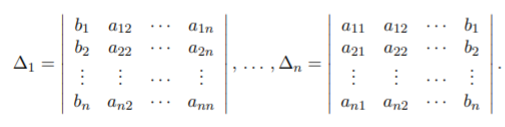 Δ₁ = | b₁ a₁₂ ⋯ a₁ₙ |
| b₂ a₂₂ ⋯ a₂ₙ |
| ⋮ ⋮ ⋯ ⋮ |
| bₙ aₙ₂ ⋯ aₙₙ | , … , Δₙ = | a₁₁ a₁₂ ⋯ b₁ |
| a₂₁ a₂₂ ⋯ b₂ |
| ⋮ ⋮ ⋯ ⋮ |
| aₙ₁ aₙ₂ ⋯ bₙ | .